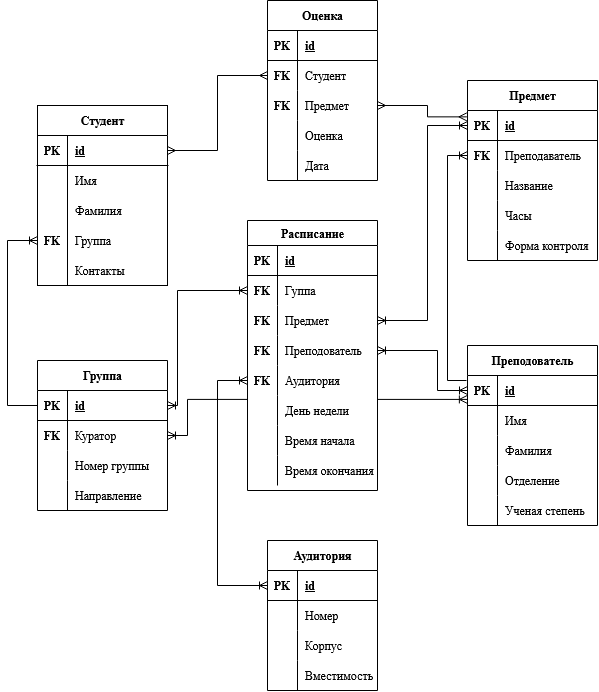 Оценка
PK id
FK Студент
FK Предмет
Оценка
Дата
Студент
PK id
Имя
Фамилия
FK Группа
Контакты
Предмет
PK id
FK Преподаватель
Название
Часы
Форма контроля
Расписание
PK id
FK Гуппа
FK Предмет
FK Преподователь
FK Аудитория
День недели
Время начала
Время окончания
Группа
PK id
FK Куратор
Номер группы
Направление
Преподователь
PK id
Имя
Фамилия
Отделение
Ученая степень
Аудитория
PK id
Номер
Корпус
Вместимость